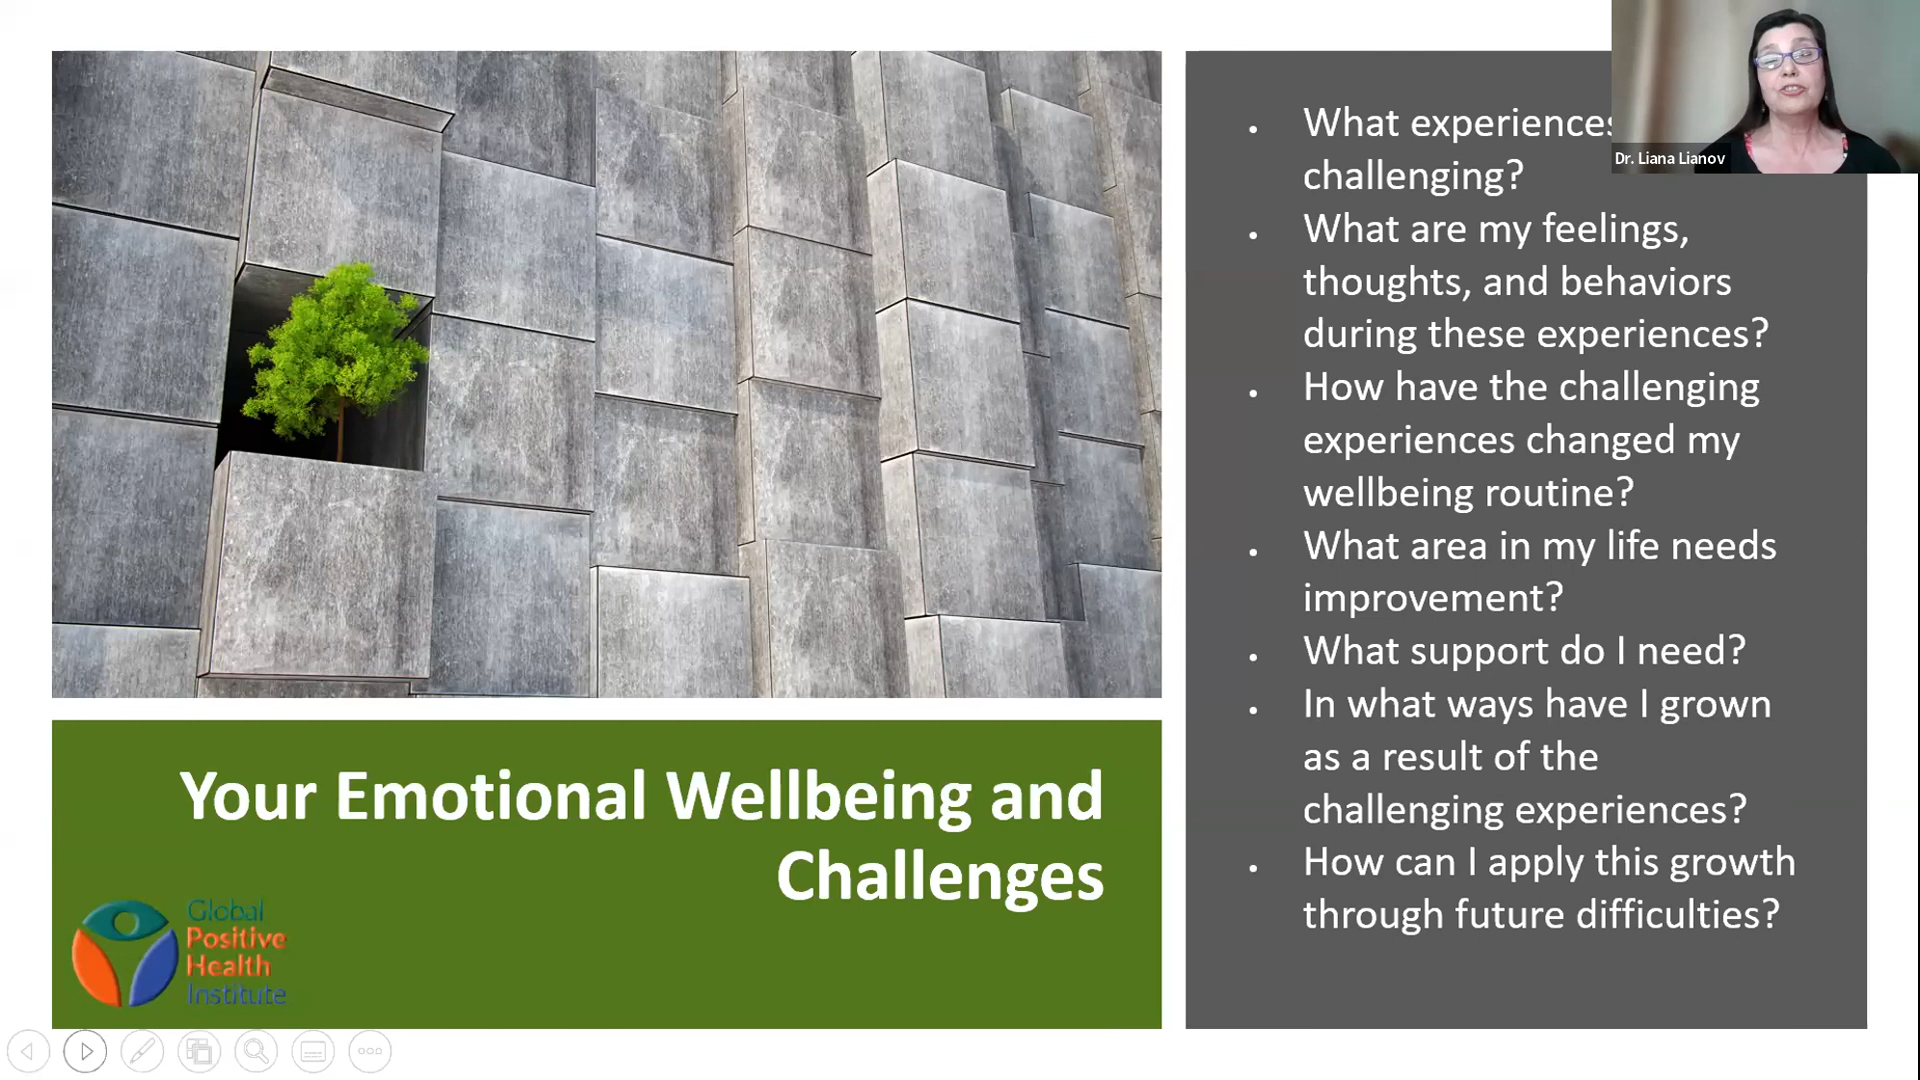 What experiences
challenging?
Dr. Liana Lianov
• What are my feelings,
thoughts, and behaviors
during these experiences?
• How have the challenging
experiences changed my
wellbeing routine?
• What area in my life needs
improvement?
• What support do I need?
• In what ways have I grown
as a result of the
challenging experiences?
• How can I apply this growth
through future difficulties?
Your Emotional Wellbeing and
Challenges
Global
Positive
Health
Institute